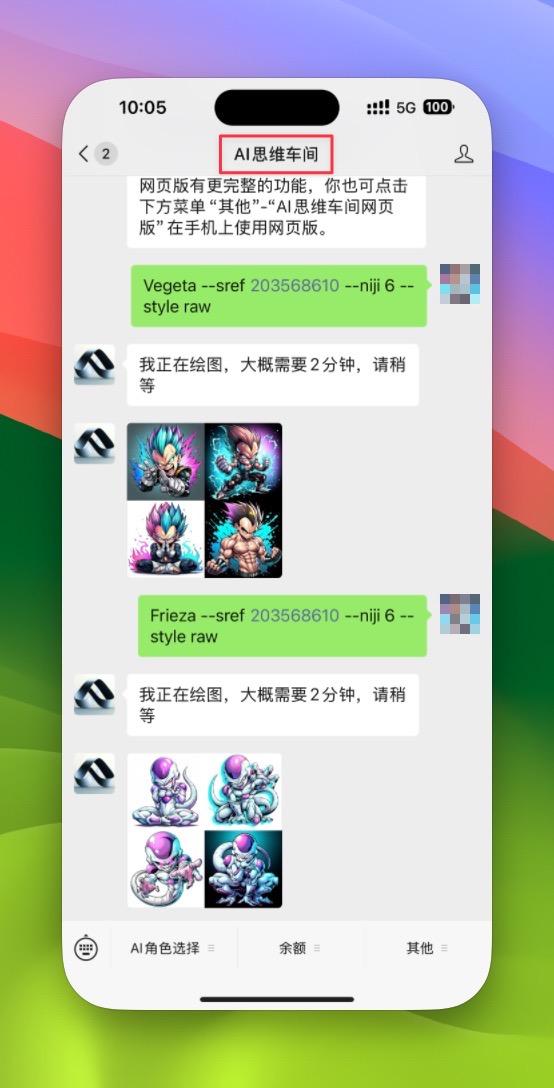 10:05
5G
100
2
AI思维车间
网页版有更完整的功能，你也可点击
下方菜单“其他”-“AI思维车间网页
版”在手机上使用网页版。
Vegeta --sref 203568610 --niji 6 --
style raw
我正在绘图，大概需要2分钟，请稍
等
Frieza --sref 203568610 --niji 6 --
style raw
我正在绘图，大概需要2分钟，请稍
等
AI角色选择
余额
其他